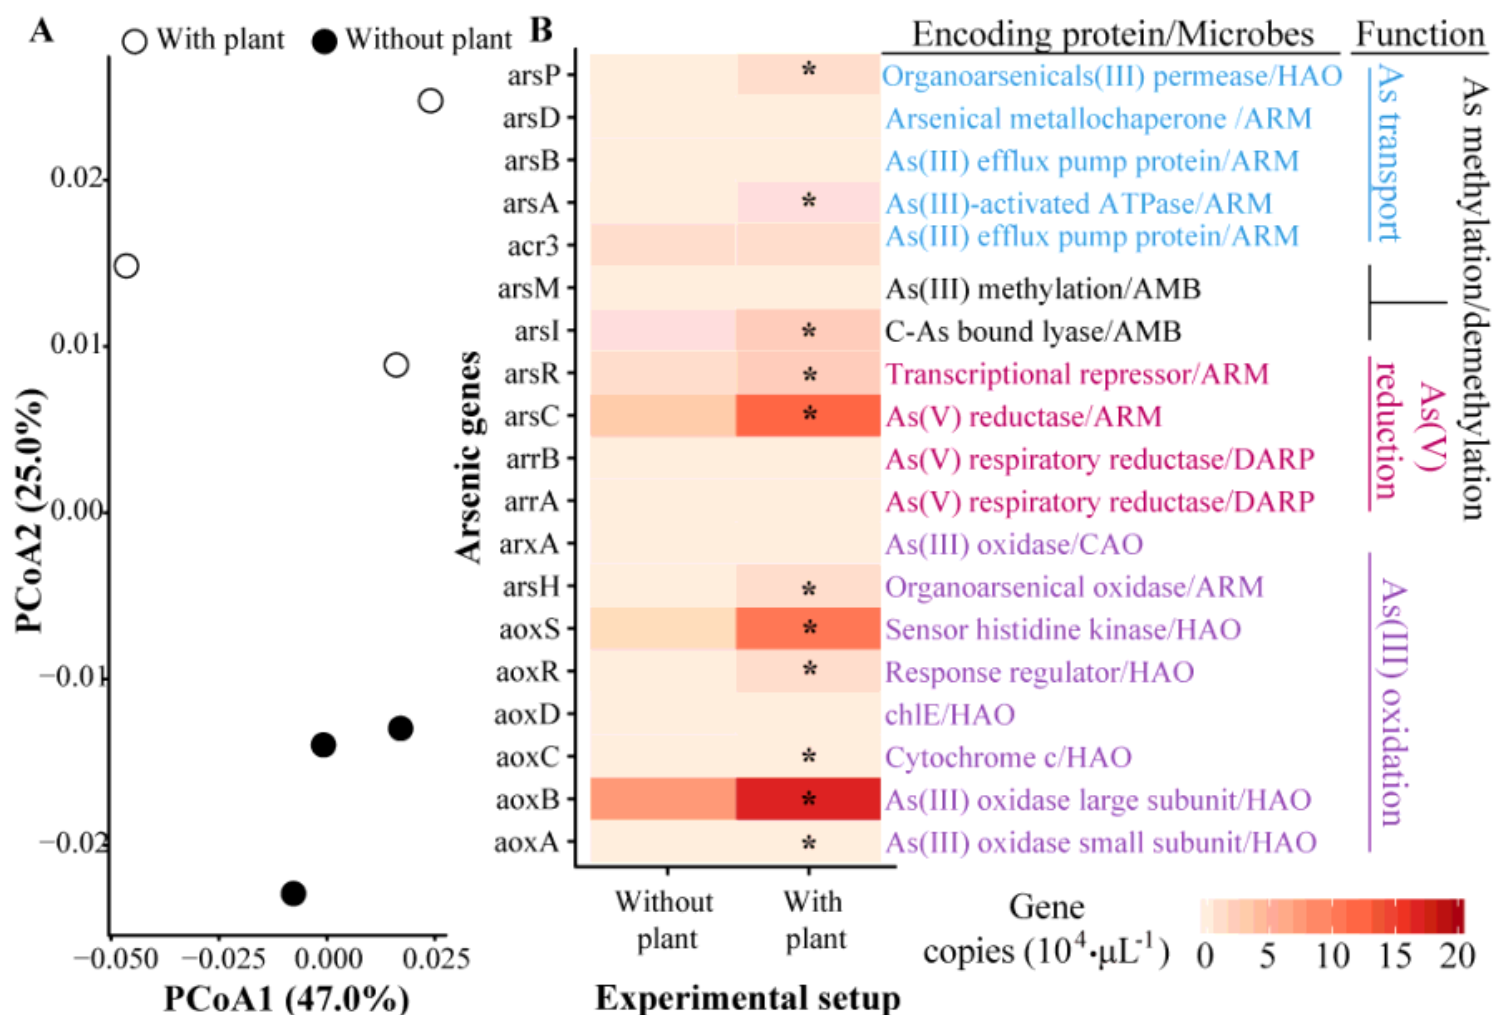 A
With plant
Without plant
PCoA2 (25.0%)
0.02
0.01
0.00
−0.01
−0.02
−0.050
−0.025
0.000
0.025
PCoA1 (47.0%)
B
Encoding protein/Microbes
Function
Arsenic genes
arsP
*
Organoarsenicals(III) permease/HAO
arsD
Arsenical metallochaperone /ARM
arsB
As(III) efflux pump protein/ARM
arsA
*
As(III)-activated ATPase/ARM
acr3
As(III) efflux pump protein/ARM
arsM
As(III) methylation/AMB
arsI
*
C-As bound lyase/AMB
arsR
*
Transcriptional repressor/ARM
arsC
*
As(V) reductase/ARM
arrB
As(V) respiratory reductase/DARP
arrA
As(V) respiratory reductase/DARP
arxA
As(III) oxidase/CAO
arsH
*
Organoarsenical oxidase/ARM
aoxS
*
Sensor histidine kinase/HAO
aoxR
*
Response regulator/HAO
aoxD
chlE/HAO
aoxC
*
Cytochrome c/HAO
aoxB
*
As(III) oxidase large subunit/HAO
aoxA
*
As(III) oxidase small subunit/HAO
As transport
As methylation/demethylation
As(V)
reduction
As(III) oxidation
Without
plant
With
plant
Experimental setup
Gene
copies (10⁴·μL⁻¹)
0
5
10
15
20